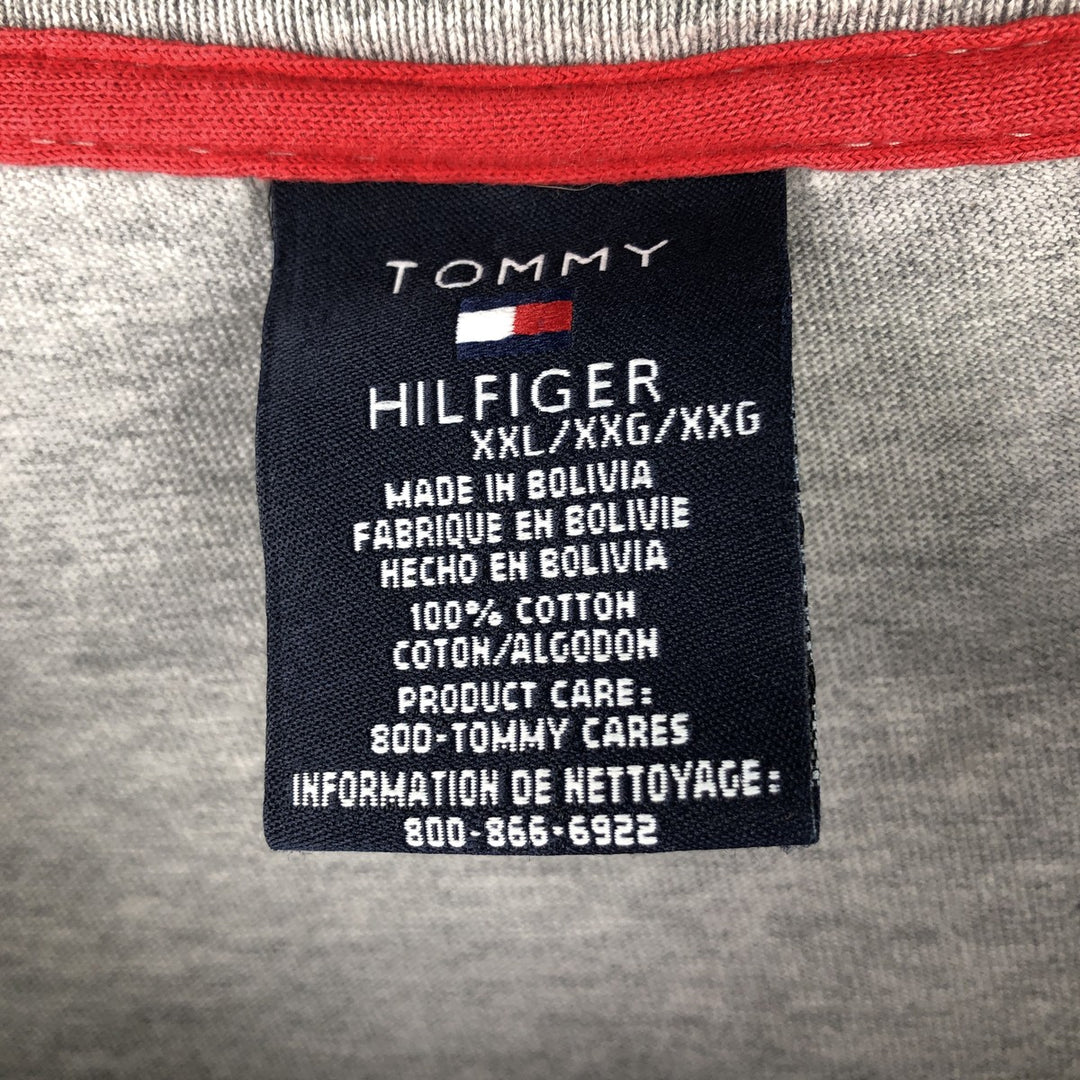 TOMMY
HILFIGER
XXL/XXG/XXG
MADE IN BOLIVIA
FABRIQUE EN BOLIVIE
HECHO EN BOLIVIA
100% COTTON
COTON/ALGODON
PRODUCT CARE:
800-TOMMY CARES
INFORMATION DE NETTOYAGE:
800-866-6922